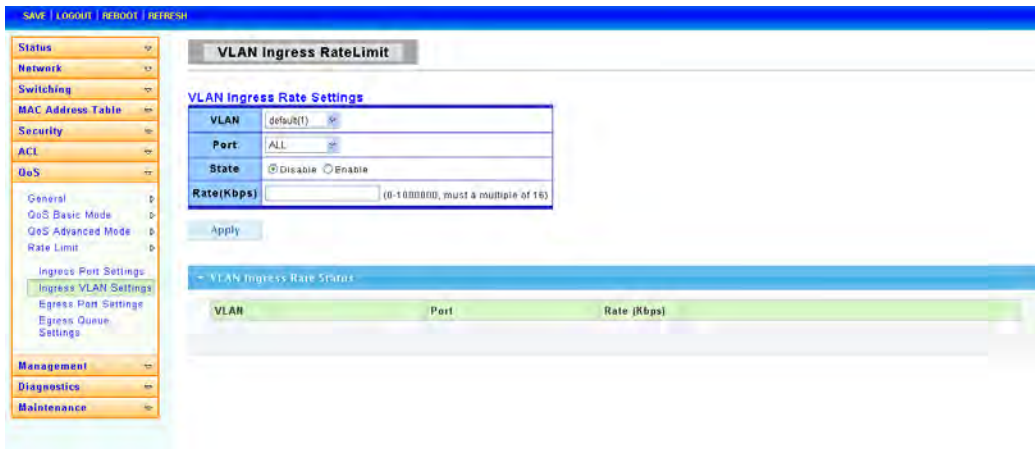 SAVE | LOGOUT | REBOOT | REFRESH
Status
Network
Switching
MAC Address Table
Security
ACL
QoS
General
QoS Basic Mode
QoS Advanced Mode
Rate Limit
Ingress Port Settings
Ingress VLAN Settings
Egress Port Settings
Egress Queue
Settings
Management
Diagnostics
Maintenance
VLAN Ingress RateLimit
VLAN Ingress Rate Settings
VLAN default(1)
Port ALL
State Disable Enable
Rate(Kbps) (0-1000000, must a multiple of 16)
Apply
VLAN Ingress Rate Status
VLAN Port Rate (Kbps)